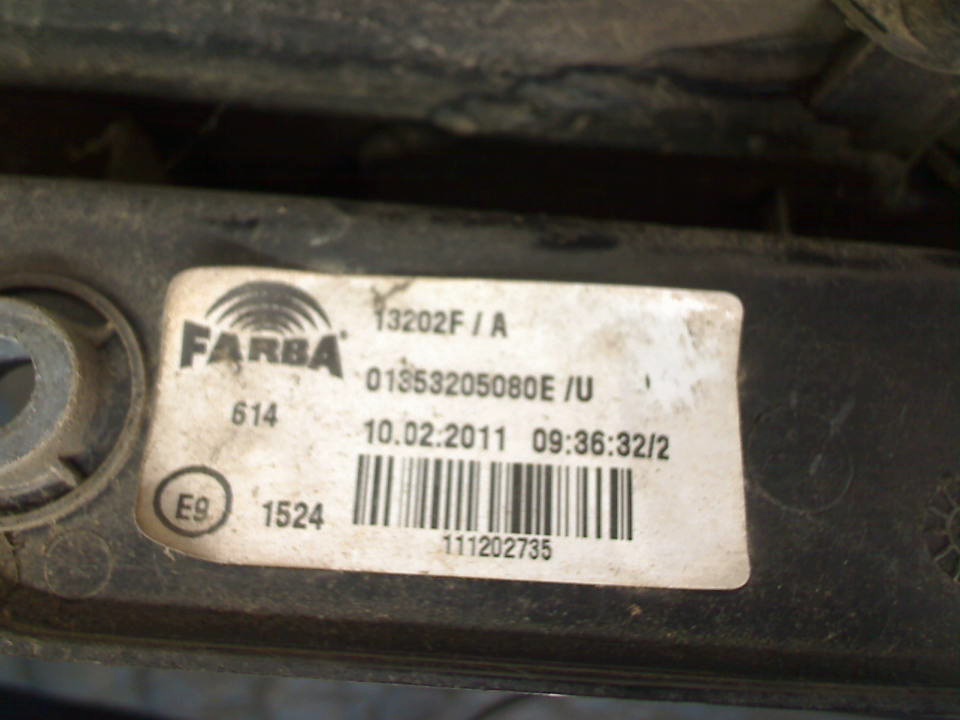 13202F / A
FARBA
01353205080E /U
614
10.02.2011 09:36:32/2
E9 1524
111202735